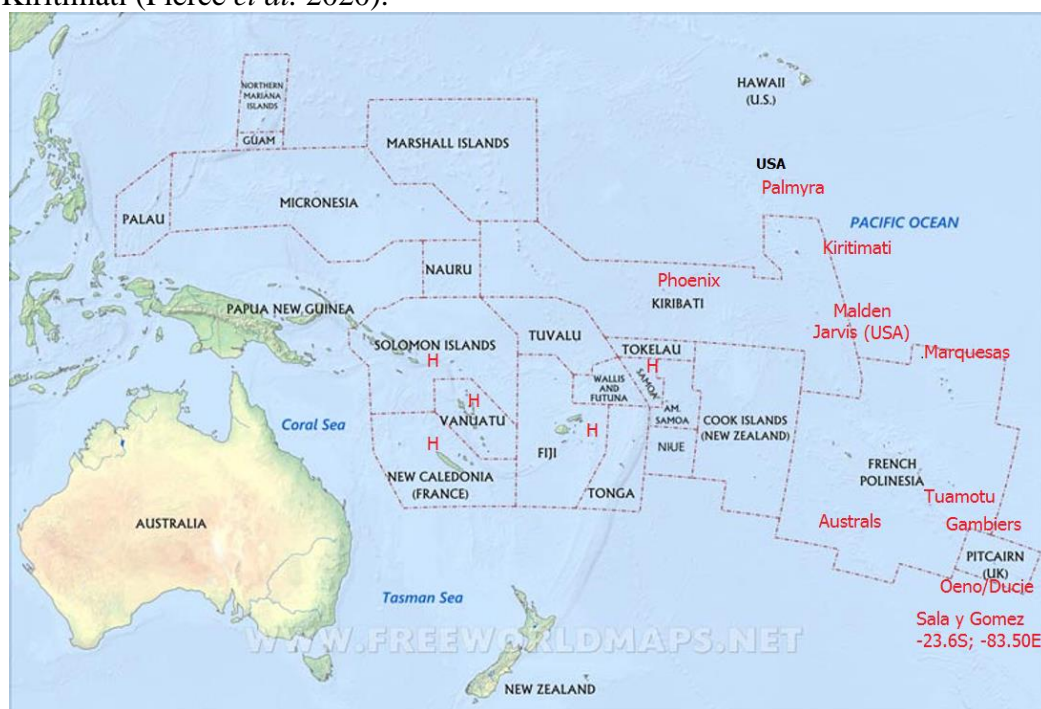 Kiritimati (Pierce et al. 2020).
NORTHERN
MARIANA
ISLANDS
GUAM
HAWAII
(U.S.)
MARSHALL ISLANDS
USA
Palmyra
PALAU
MICRONESIA
PACIFIC OCEAN
Kiritimati
NAURU
Phoenix
KIRIBATI
PAPUA NEW GUINEA
Malden
Jarvis (USA)
SOLOMON ISLANDS
TUVALU
TOKELAU
Marquesas
H
H
SAMOA
WALLIS
AND
FUTUNA
H
VANUATU
AM.
SAMOA
COOK ISLANDS
(NEW ZEALAND)
Coral Sea
H
H
FIJI
NIUE
NEW CALEDONIA
(FRANCE)
TONGA
FRENCH
POLINESIA
Tuamotu
AUSTRALIA
Australs
Gambiers
PITCAIRN
(UK)
Oeno/Ducie
Tasman Sea
Sala y Gomez
-23.6S; -83.50E
WWW.FREEWORLDMAPS.NET
NEW ZEALAND